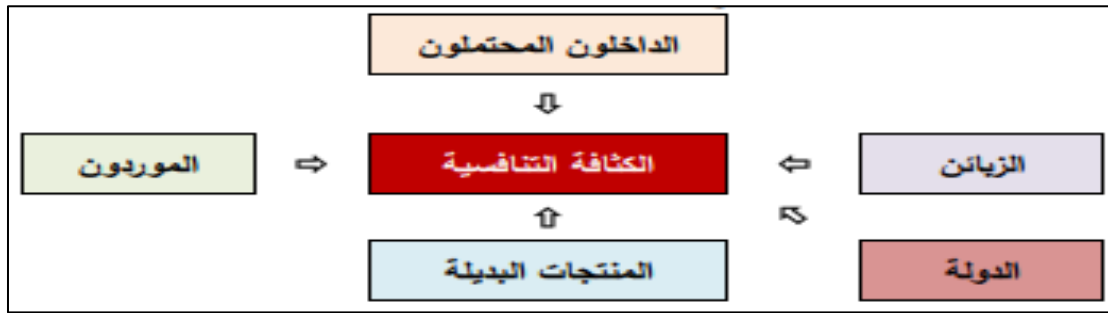 الداخلون المحتملون
الزبائن
الكثافة التنافسية
الموردون
الدولة
المنتجات البديلة